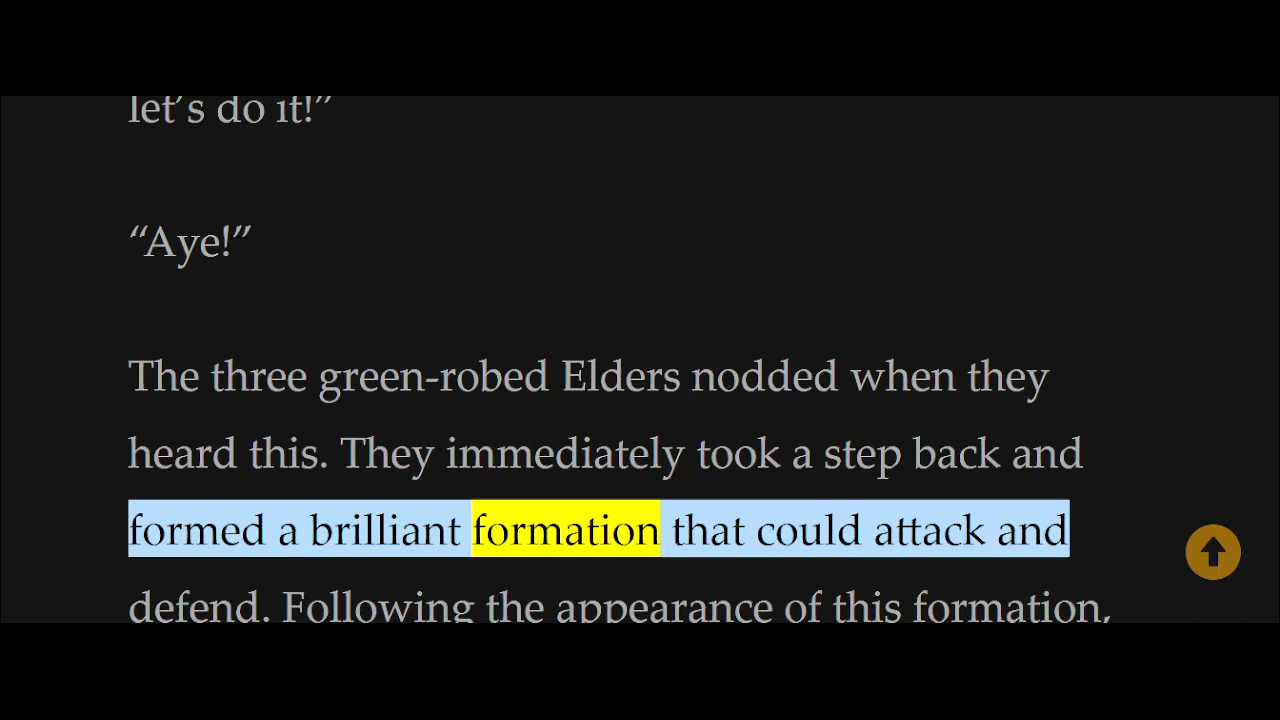 let’s do it!”
“Aye!”
The three green-robed Elders nodded when they
heard this. They immediately took a step back and
formed a brilliant formation that could attack and
defend. Following the appearance of this formation,